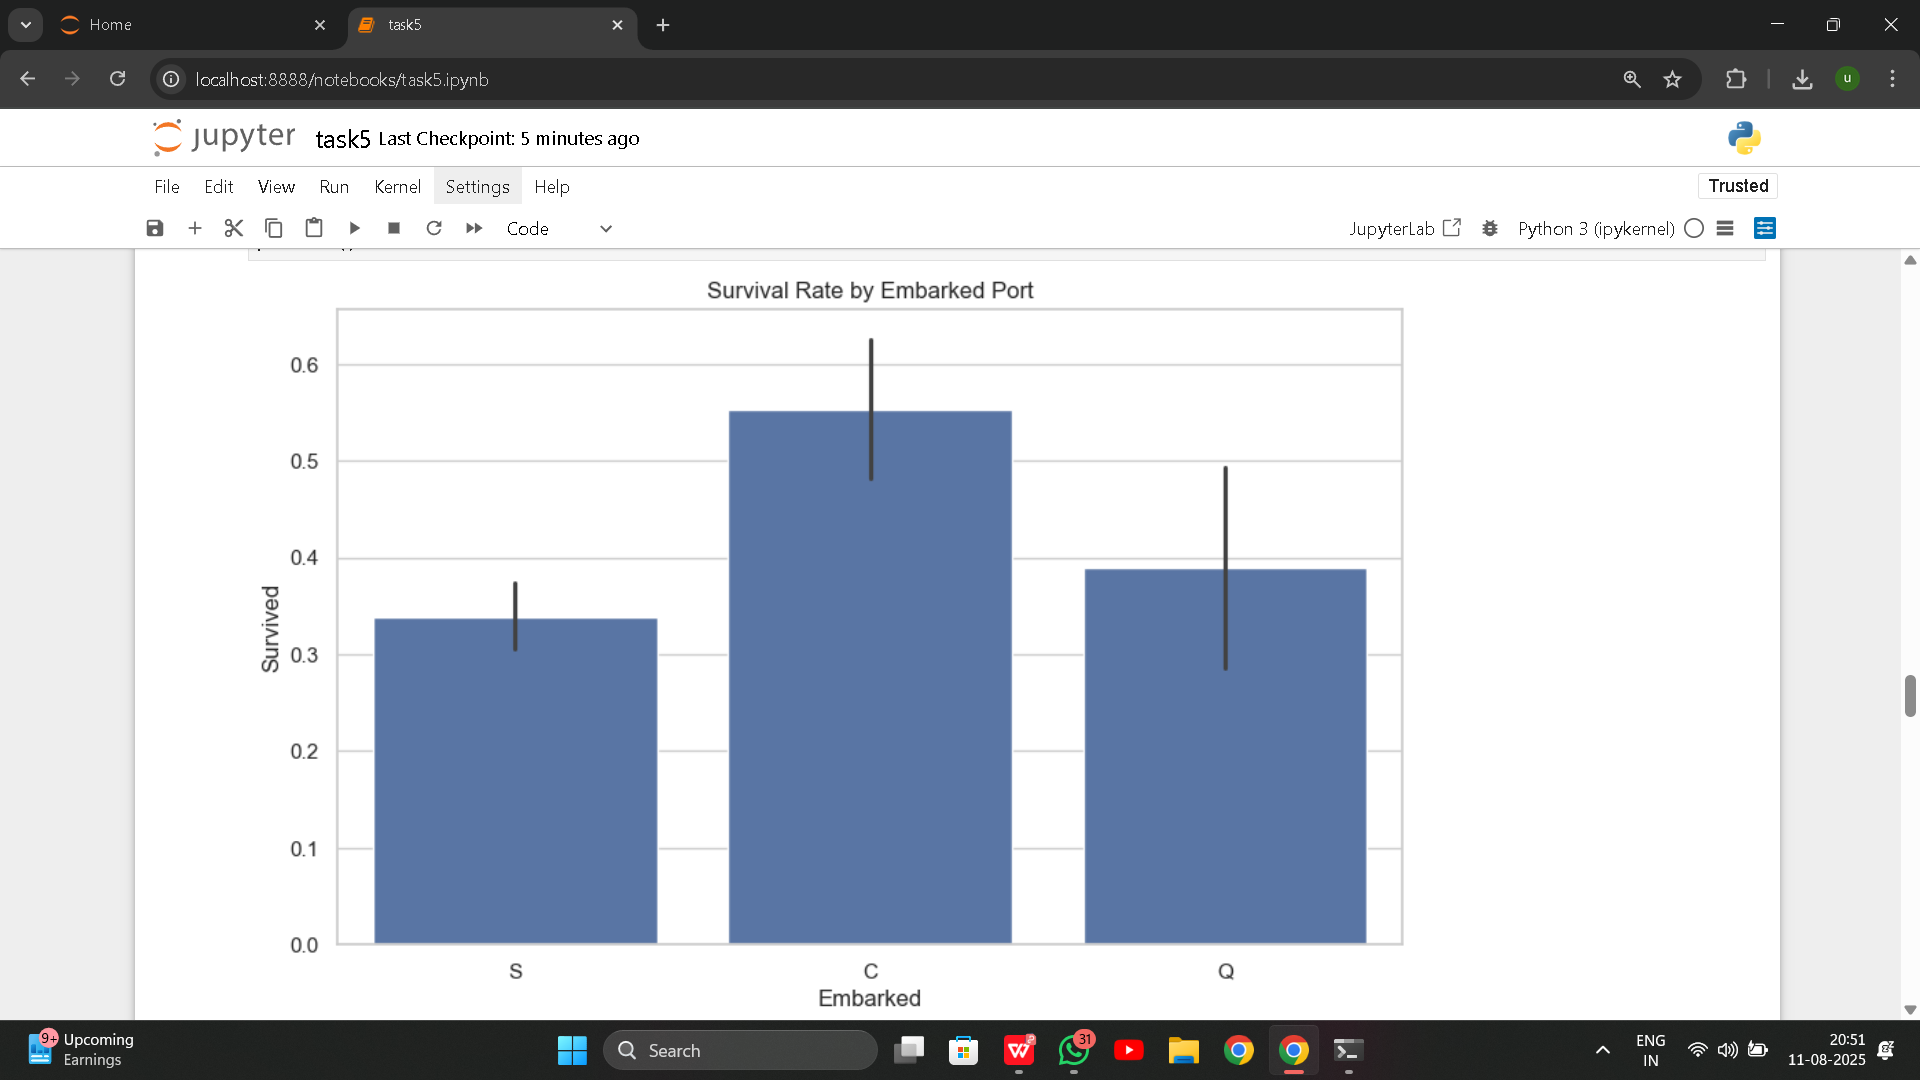 Home
task5
localhost:8888/notebooks/task5.ipynb
u
jupyter task5 Last Checkpoint: 5 minutes ago
File Edit View Run Kernel Settings Help
Trusted
Code
JupyterLab
Python 3 (ipykernel)
Survival Rate by Embarked Port
0.6
0.5
0.4
0.3
0.2
0.1
0.0
Survived
S C Q
Embarked
9+
Upcoming
Earnings
Search
31
ENG
IN
20:51
11-08-2025